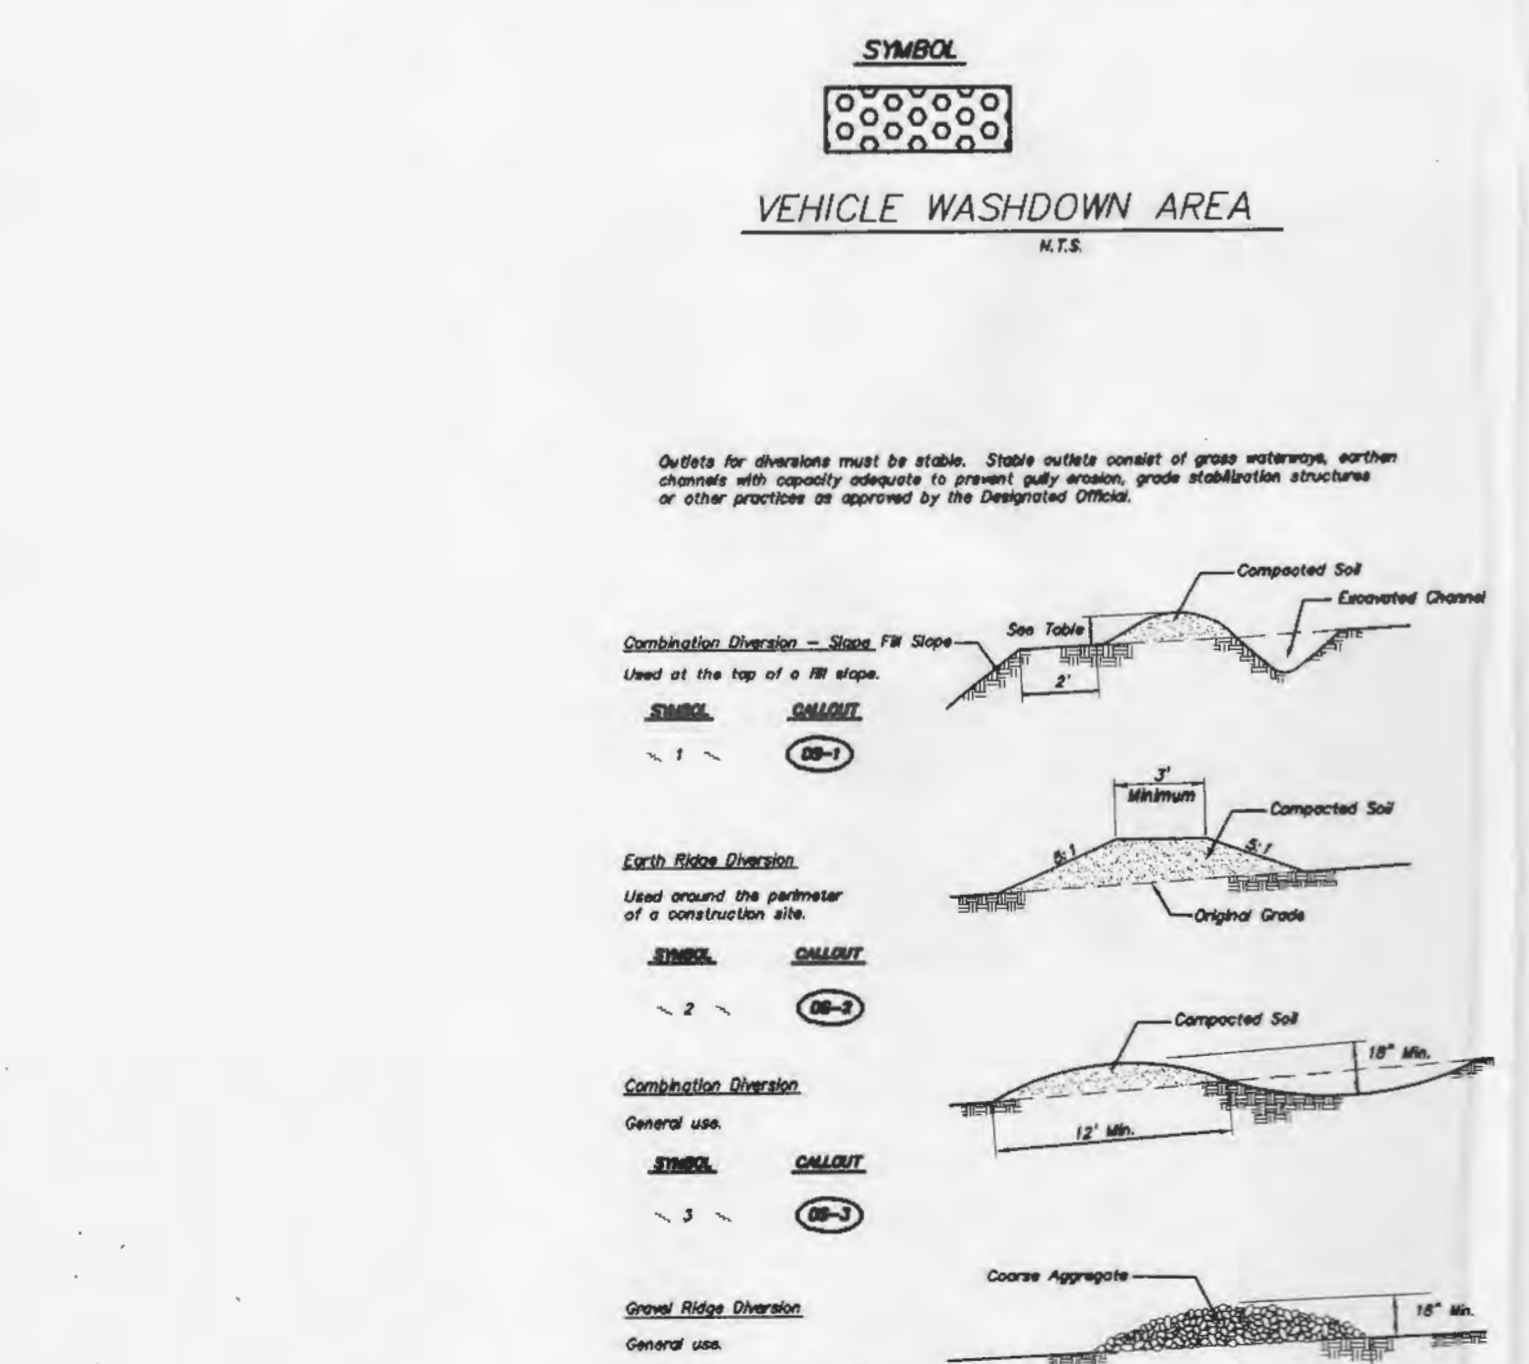 SYMBOL
VEHICLE WASHDOWN AREA
N.T.S.
Outlets for diversions must be stable. Stable outlets consist of grass waterways, earthen
channels with capacity adequate to prevent gully erosion, grade stabilization structures
or other practices as approved by the Designated Official.
Compacted Soil
Excavated Channel
See Table
Combination Diversion – Slope
Fill Slope
Used at the top of a fill slope.
2'
SYMBOL CALLOUT
1 DS-1
3'
Minimum
Compacted Soil
5:1
5:1
Earth Ridge Diversion
Used around the perimeter
of a construction site.
Original Grade
SYMBOL CALLOUT
2 DS-2
Compacted Soil
18" Min.
Combination Diversion
General use.
12' Min.
SYMBOL CALLOUT
3 DS-3
Coarse Aggregate
Gravel Ridge Diversion
18" Min.
General use.